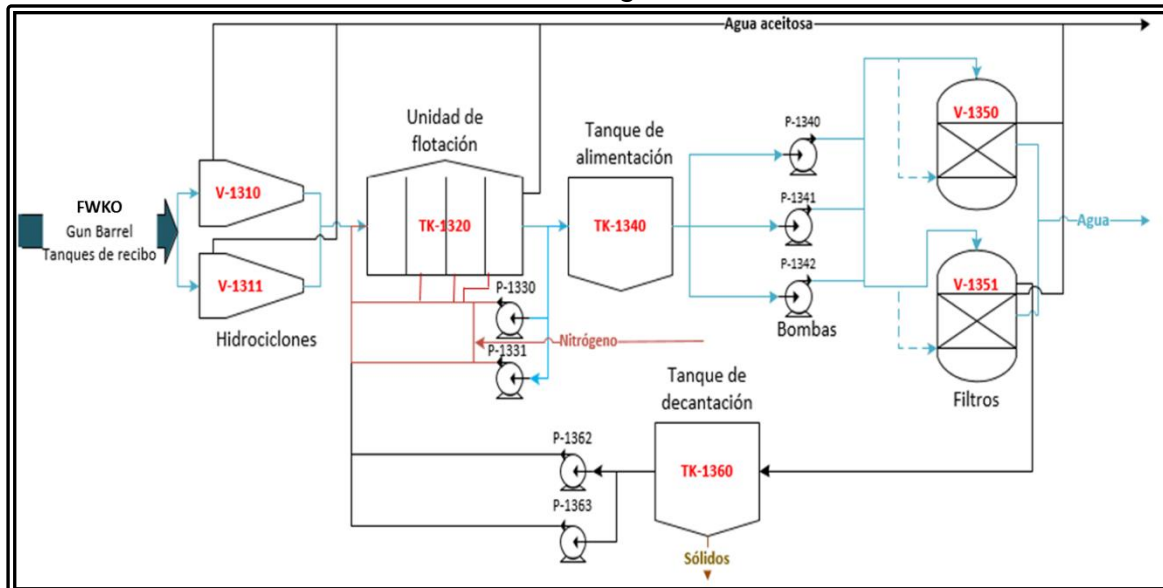 Agua aceitosa
Unidad de
flotación
Tanque de
alimentación
P-1340
V-1350
V-1310
FWKO
Gun Barrel
Tanques de recibo
TK-1320
TK-1340
P-1341
Agua
V-1311
P-1342
V-1351
Hidrociclones
P-1330
Bombas
Nitrógeno
P-1331
Tanque de
decantación
Filtros
P-1362
TK-1360
P-1363
Sólidos